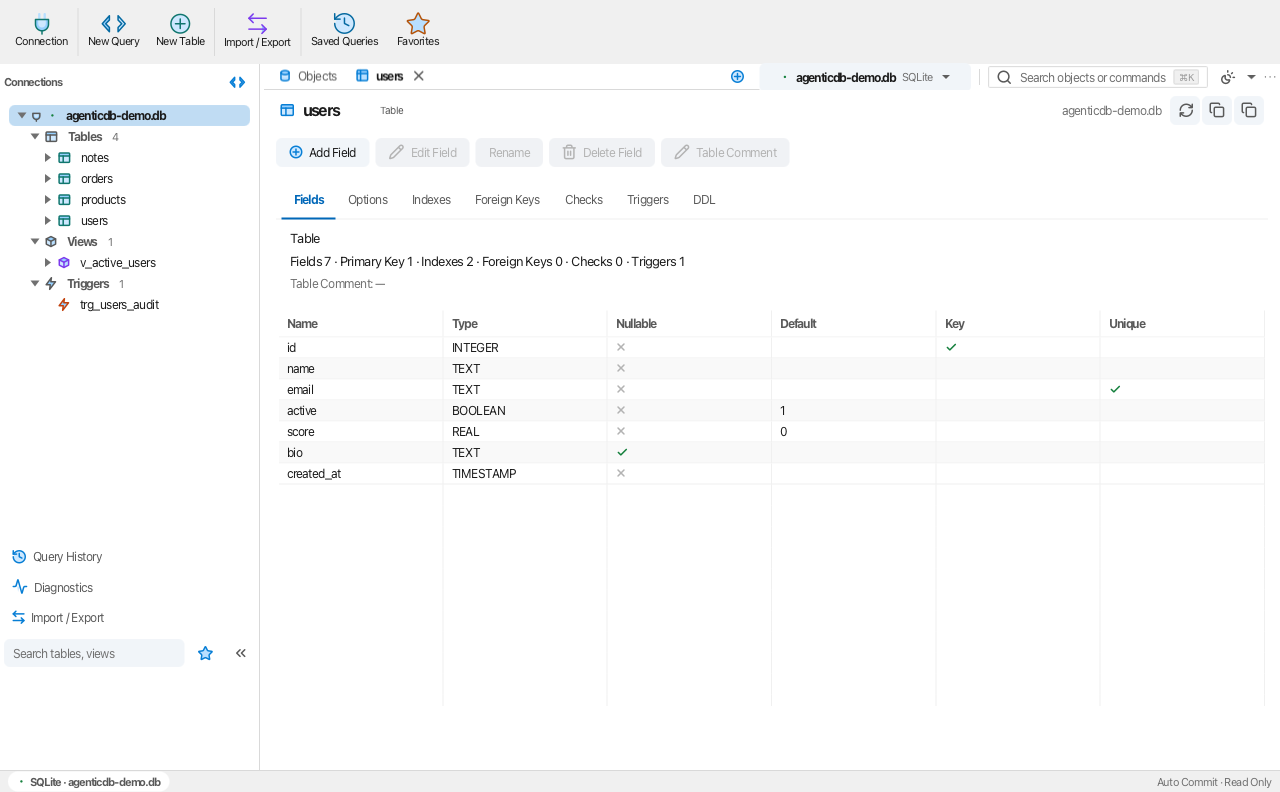 Connection
New Query
New Table
Import / Export
Saved Queries
Favorites
Connections
agenticdb-demo.db
Tables 4
notes
orders
products
users
Views 1
v_active_users
Triggers 1
trg_users_audit
Query History
Diagnostics
Import / Export
Search tables, views
Objects
users
agenticdb-demo.db SQLite
Search objects or commands ⌘K
users Table
agenticdb-demo.db
Add Field
Edit Field
Rename
Delete Field
Table Comment
Fields Options Indexes Foreign Keys Checks Triggers DDL
Table
Fields 7 · Primary Key 1 · Indexes 2 · Foreign Keys 0 · Checks 0 · Triggers 1
Table Comment: —
Name Type Nullable Default Key Unique
id INTEGER
name TEXT
email TEXT
active BOOLEAN 1
score REAL 0
bio TEXT
created_at TIMESTAMP
SQLite · agenticdb-demo.db
Auto Commit · Read Only